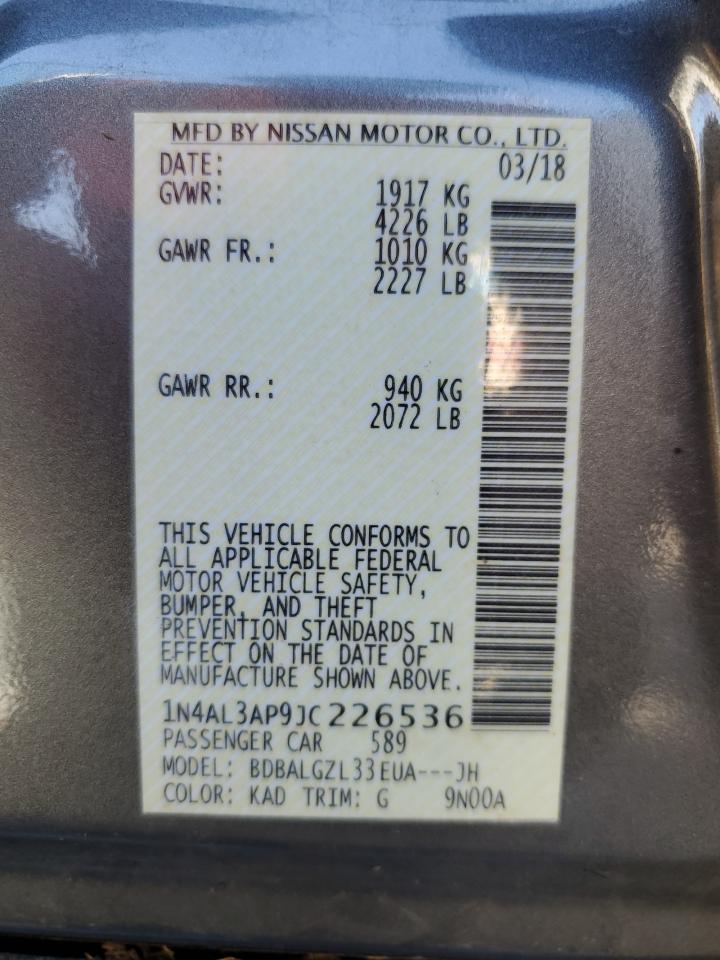 MFD BY NISSAN MOTOR CO., LTD.
DATE: 03/18
GVWR: 1917 KG
4226 LB
GAWR FR.: 1010 KG
2227 LB
GAWR RR.: 940 KG
2072 LB
THIS VEHICLE CONFORMS TO
ALL APPLICABLE FEDERAL
MOTOR VEHICLE SAFETY,
BUMPER, AND THEFT
PREVENTION STANDARDS IN
EFFECT ON THE DATE OF
MANUFACTURE SHOWN ABOVE.
1N4AL3AP9JC226536
PASSENGER CAR 589
MODEL: BDBALGZL33EUA---JH
COLOR: KAD TRIM: G 9N00A